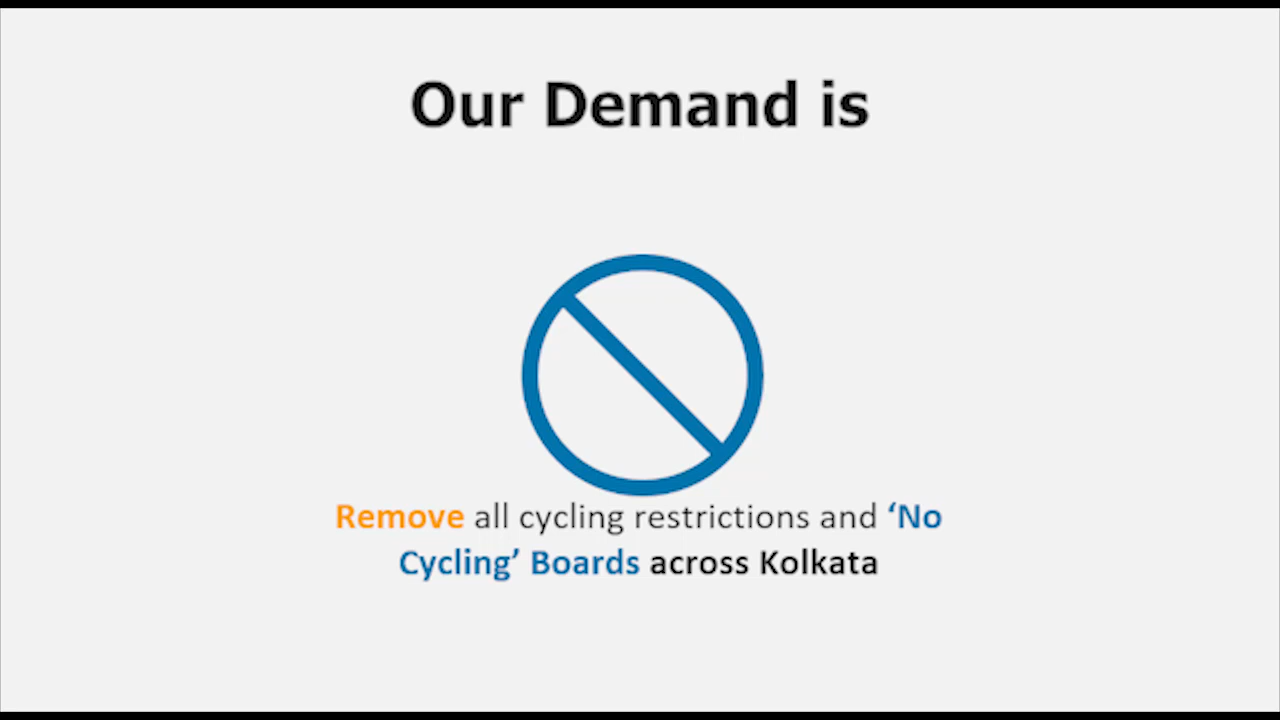 Our Demand is
Remove all cycling restrictions and ‘No
Cycling’ Boards across Kolkata